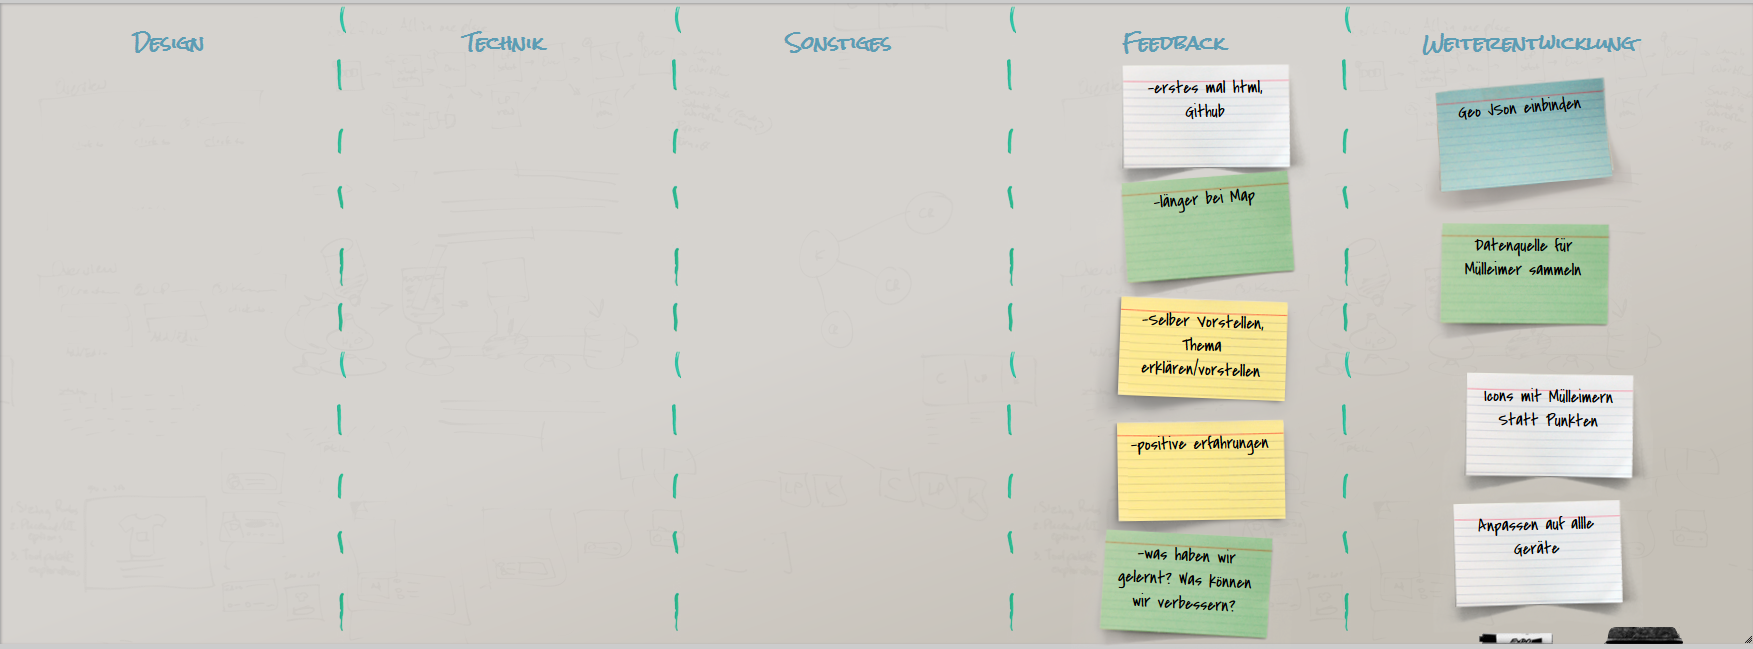 Design
Technik
Sonstiges
Feedback
Weiterentwicklung
-erstes mal html,
Github
-länger bei Map
-Selber Vorstellen,
Thema
erklären/vorstellen
-positive erfahrungen
-was haben wir
gelernt? Was können
wir verbessern?
Geo JSon einbinden
Datenquelle für
Mülleimer sammeln
Icons mit Mülleimern
Statt Punkten
Anpassen auf allle
Geräte
EXPO